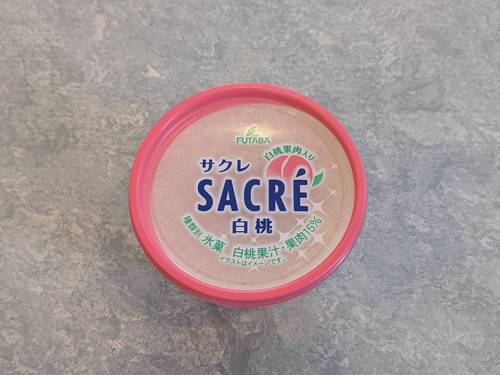 FUTABA
白桃果肉入り
サクレ
SACRÉ
白桃
種類別 氷菓 白桃果汁・果肉15%
イラストはイメージです。